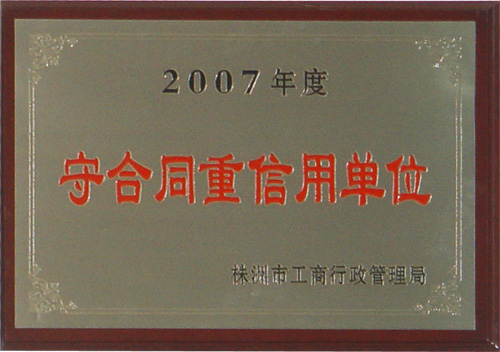 2007年度
守合同重信用单位
株洲市工商行政管理局